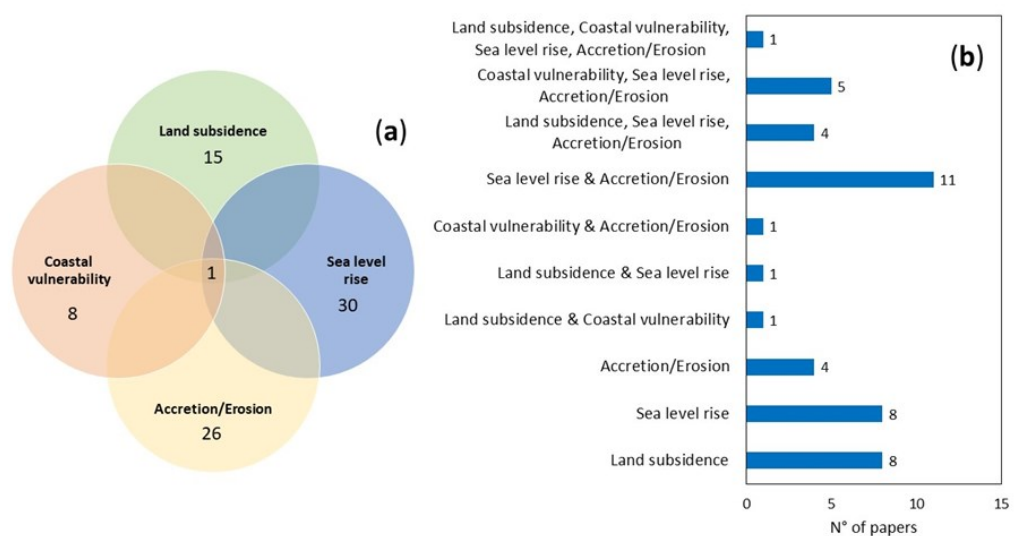 (a)
Land subsidence
15
Coastal
vulnerability
8
1
Sea level
rise
30
Accretion/Erosion
26
(b)
Land subsidence, Coastal vulnerability,
Sea level rise, Accretion/Erosion
1
Coastal vulnerability, Sea level rise,
Accretion/Erosion
5
Land subsidence, Sea level rise,
Accretion/Erosion
4
Sea level rise & Accretion/Erosion
11
Coastal vulnerability & Accretion/Erosion
1
Land subsidence & Sea level rise
1
Land subsidence & Coastal vulnerability
1
Accretion/Erosion
4
Sea level rise
8
Land subsidence
8
0 5 10 15
N° of papers